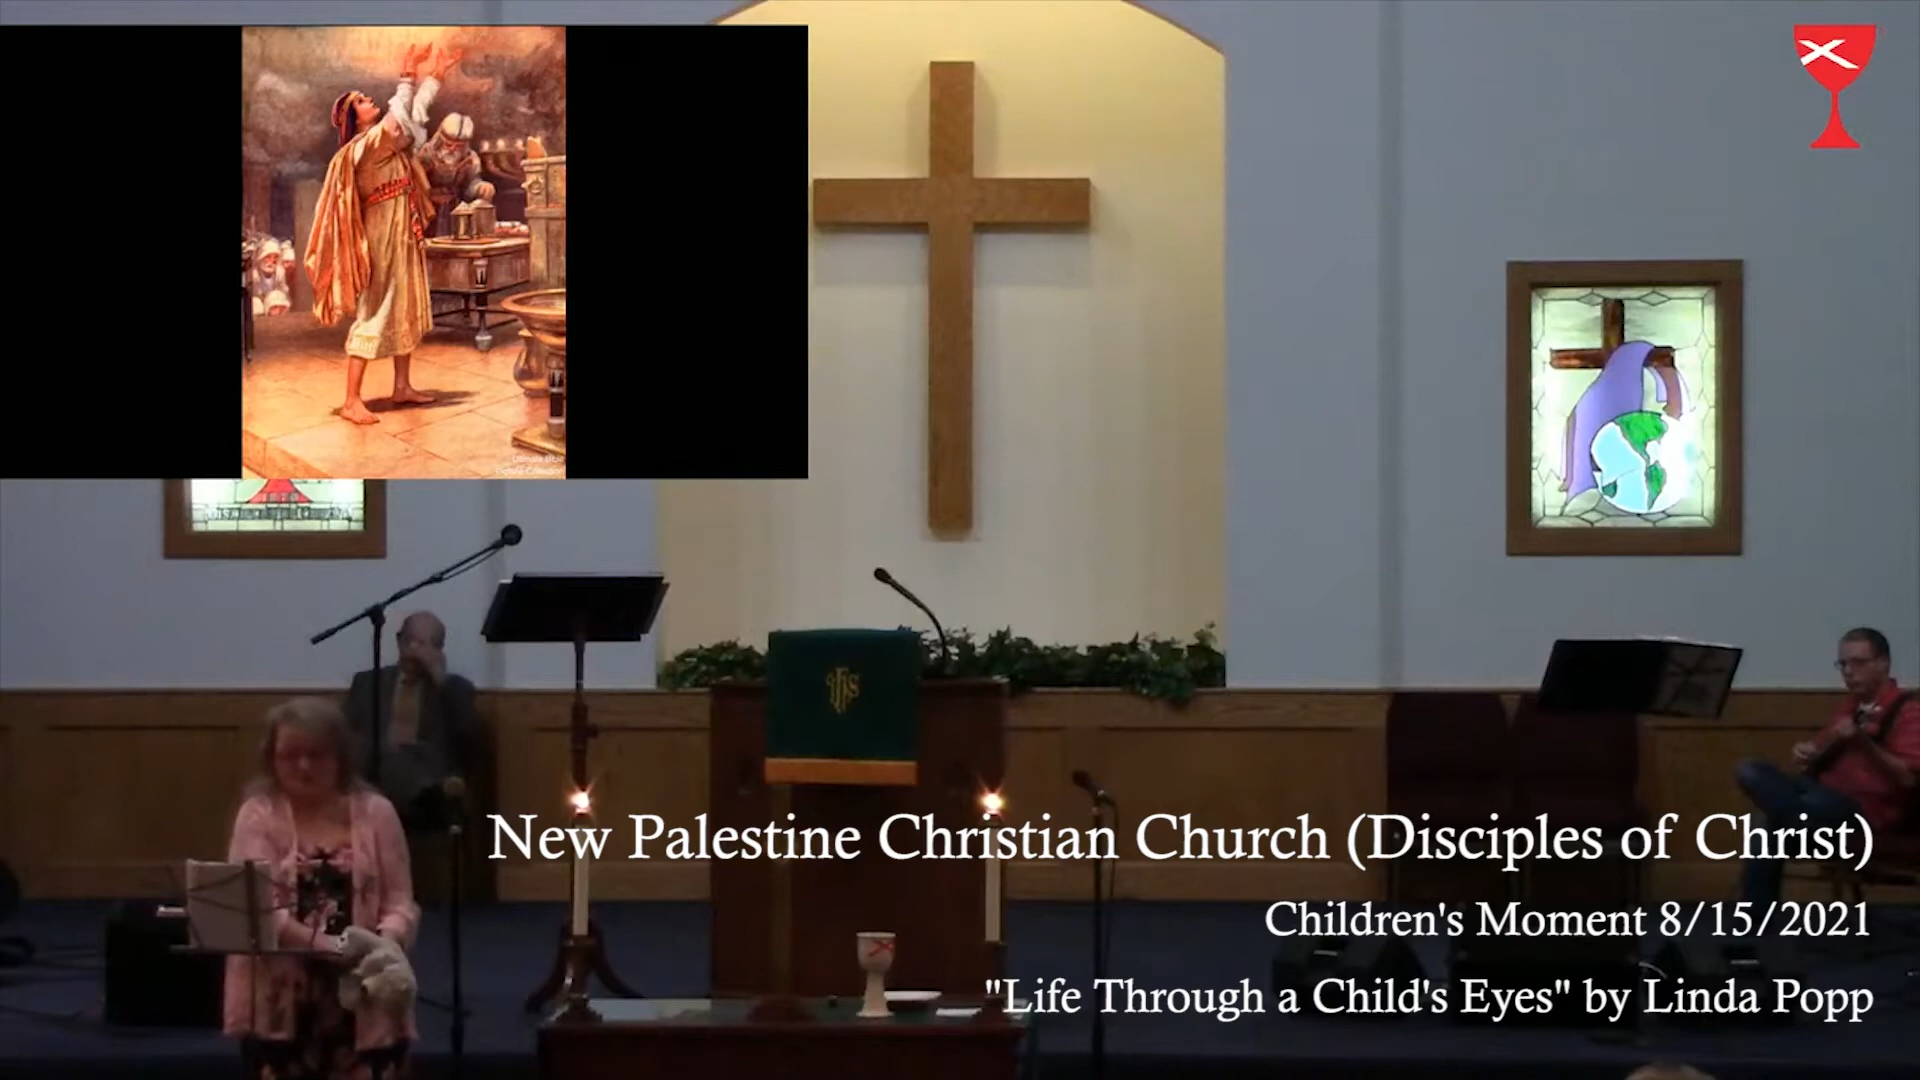 IHS
New Palestine Christian Church (Disciples of Christ)
Children's Moment 8/15/2021
"Life Through a Child's Eyes" by Linda Popp